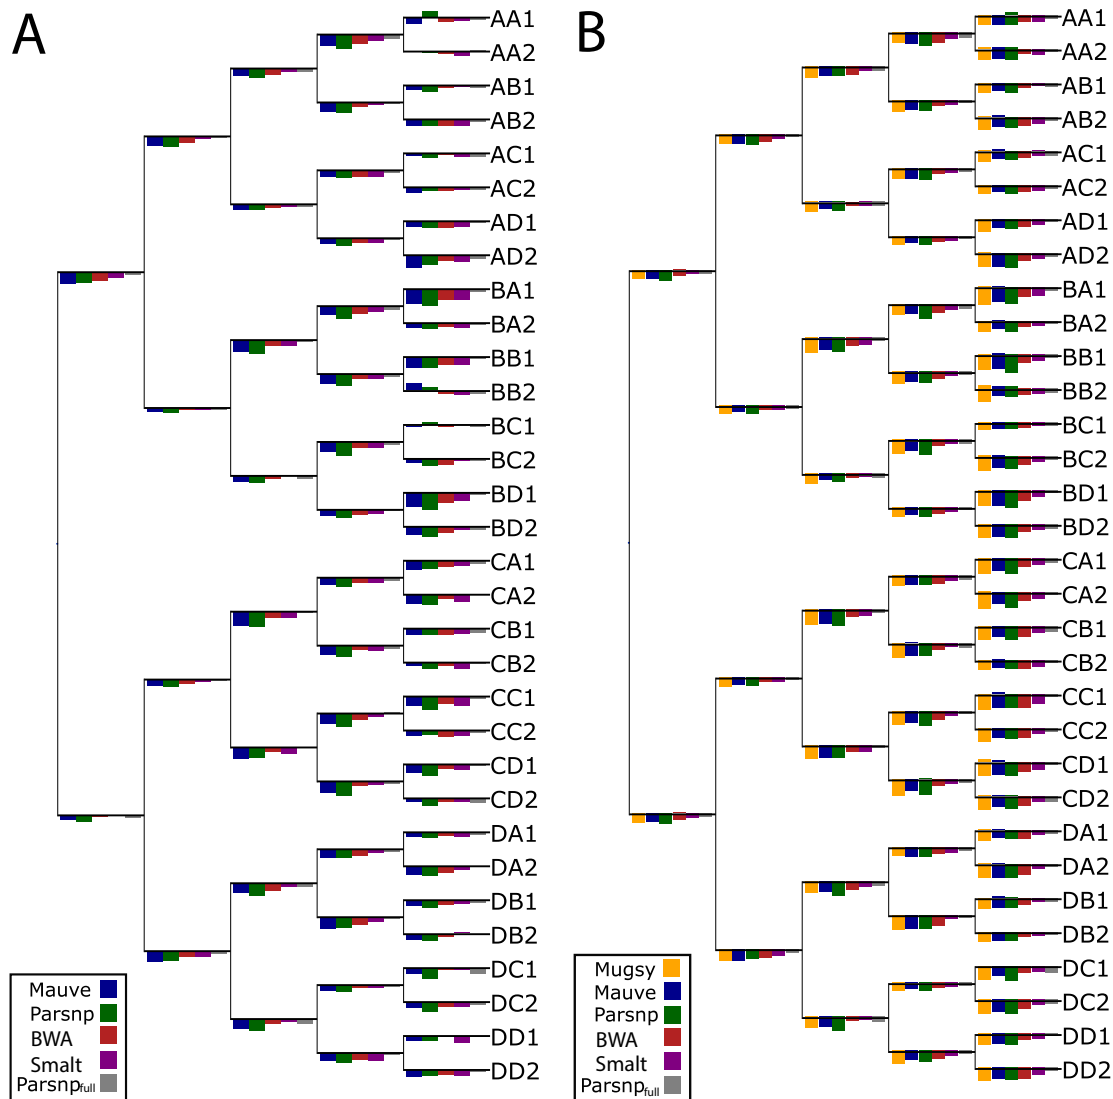 A
AA1
AA2
AB1
AB2
AC1
AC2
AD1
AD2
BA1
BA2
BB1
BB2
BC1
BC2
BD1
BD2
CA1
CA2
CB1
CB2
CC1
CC2
CD1
CD2
DA1
DA2
DB1
DB2
DC1
DC2
DD1
DD2
Mauve
Parsnp
BWA
Smalt
Parsnpfull
B
AA1
AA2
AB1
AB2
AC1
AC2
AD1
AD2
BA1
BA2
BB1
BB2
BC1
BC2
BD1
BD2
CA1
CA2
CB1
CB2
CC1
CC2
CD1
CD2
DA1
DA2
DB1
DB2
DC1
DC2
DD1
DD2
Mugsy
Mauve
Parsnp
BWA
Smalt
Parsnpfull